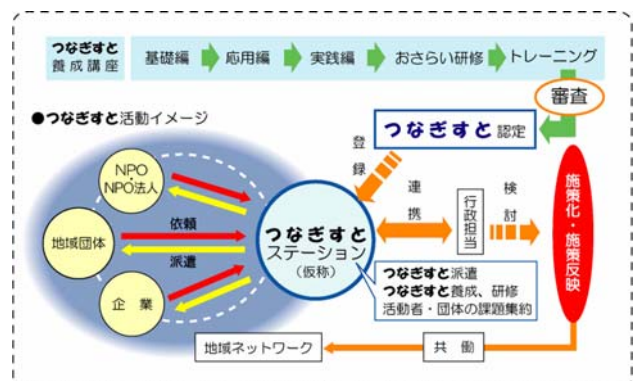 つなぎすと
養成講座
基礎編
応用編
実践編
おさらい研修
トレーニング
審査
●つなぎすと活動イメージ
つなぎすと認定
登録
NPO
・
NPO法人
地域団体
企業
依頼
派遣
つなぎすと
ステーション
（仮称）
連携
行政担当
検討
施策化・施策反映
つなぎすと派遣
つなぎすと養成、研修
活動者・団体の課題集約
地域ネットワーク
共働